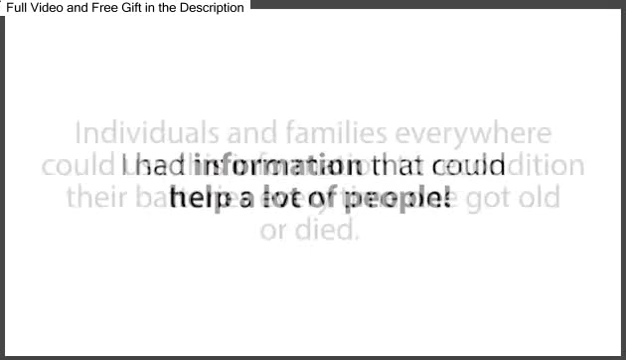 Full Video and Free Gift in the Description
Individuals and families everywhere
could dition
I had information that could
their got old
help a lot of people!
or died.